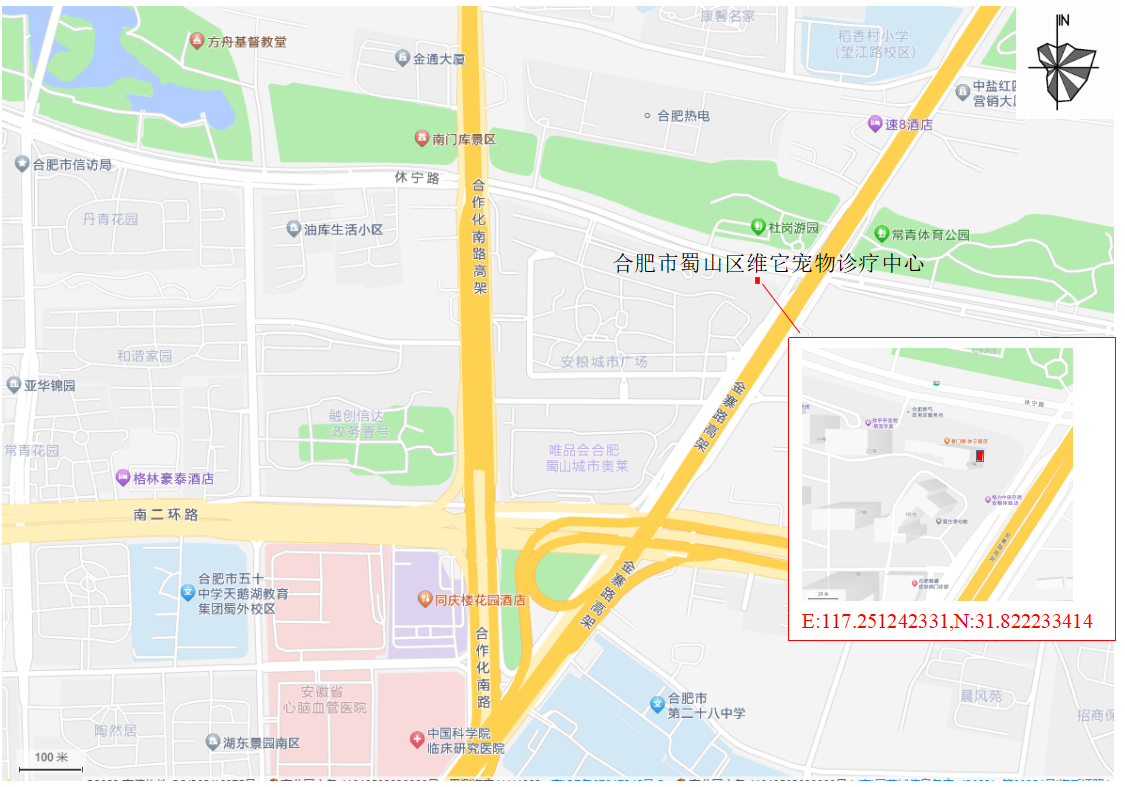 康馨名家
N
方舟基督教堂
稻香村小学
(望江路校区)
金通大厦
中盐红四
营销大厦
合肥热电
速8酒店
南门库景区
合肥市信访局
休宁路
合作化南路高架
丹青花园
油库生活小区
杜岗游园
常青体育公园
合肥市蜀山区维它宠物诊疗中心
和谐家园
安粮城市广场
亚华锦园
金寨路高架
休宁路
融创信达
政务壹号
常青花园
唯品会合肥
蜀山城市奥莱
格林豪泰酒店
南二环路
金寨路高架
25 米
E:117.251242331,N:31.822233414
合肥市五十
中学天鹅湖教育
集团蜀外校区
同庆楼花园酒店
合作化南路
安徽省
心脑血管医院
合肥市
第二十八中学
晨风苑
招商保
陶然居
湖东景园南区
中国科学院
临床研究医院
100 米